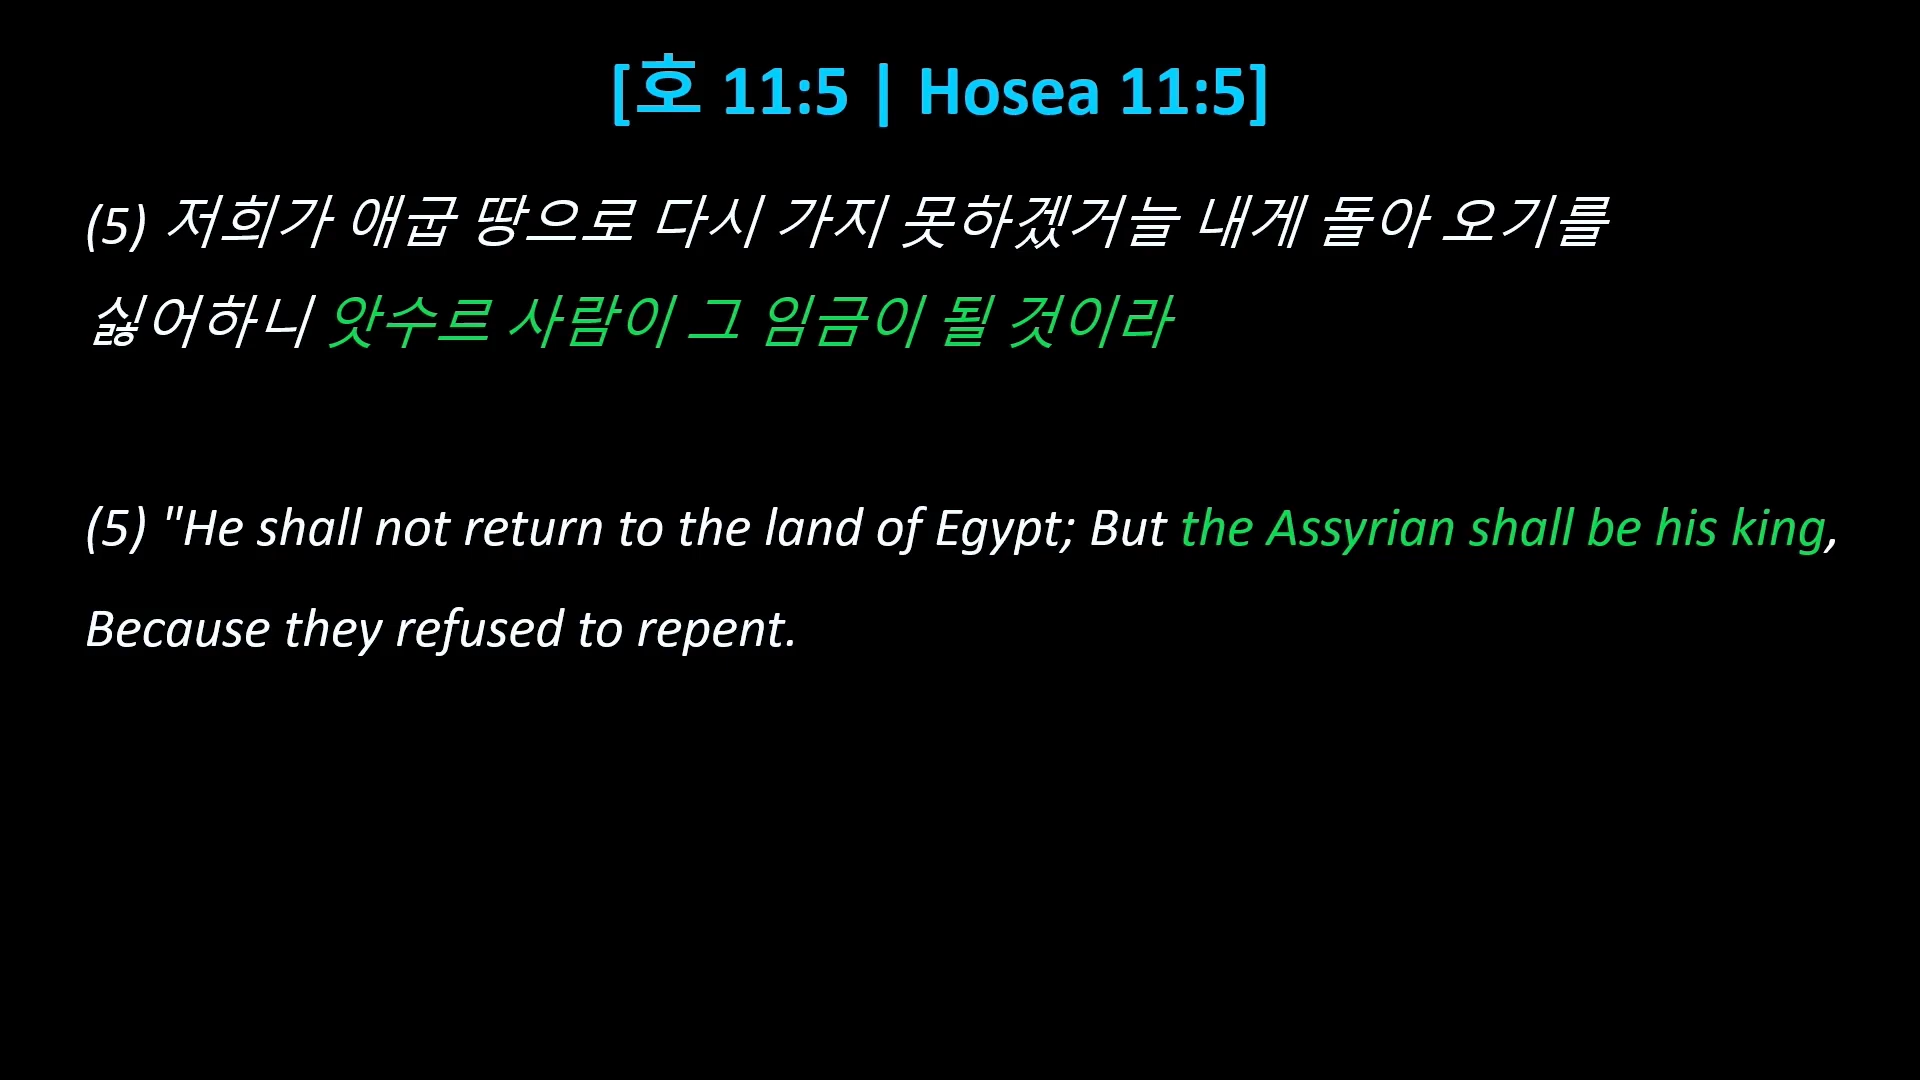 [호 11:5 | Hosea 11:5]
(5) 저희가 애굽 땅으로 다시 가지 못하겠거늘 내게 돌아 오기를
싫어하니 앗수르 사람이 그 임금이 될 것이라
(5) "He shall not return to the land of Egypt; But the Assyrian shall be his king,
Because they refused to repent.